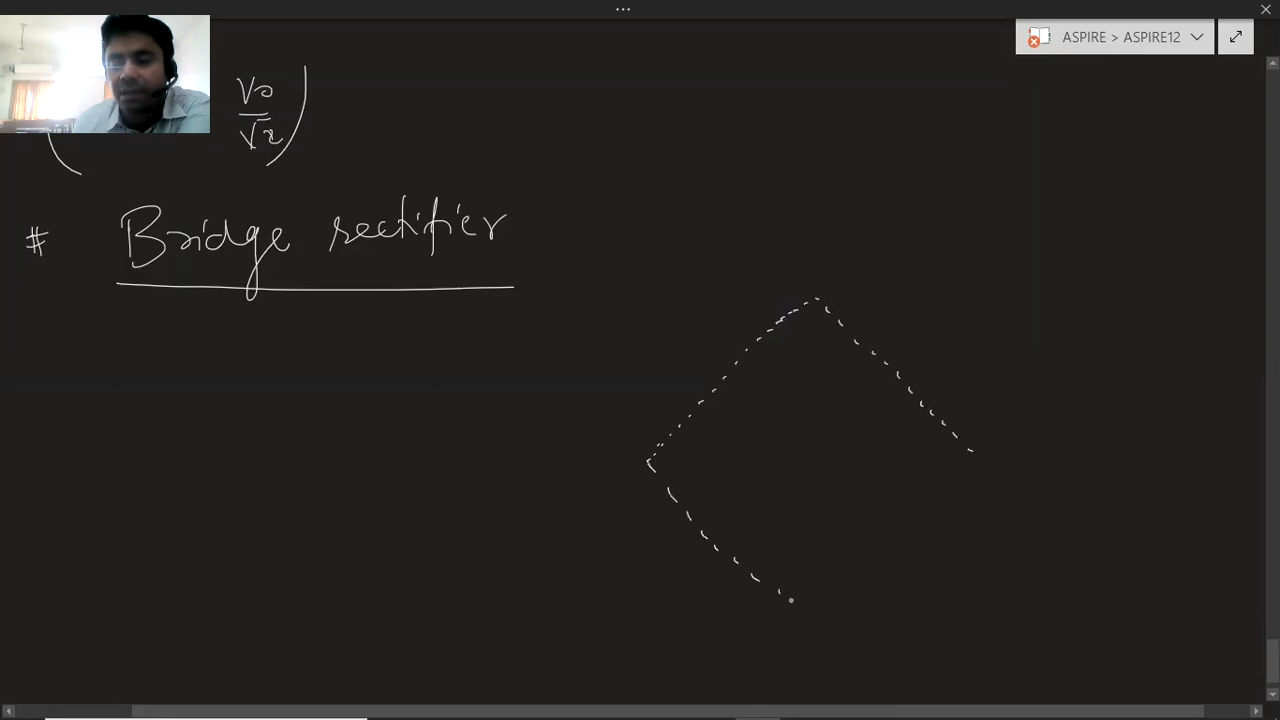 ASPIRE > ASPIRE12
V0
√2
# Bridge rectifier